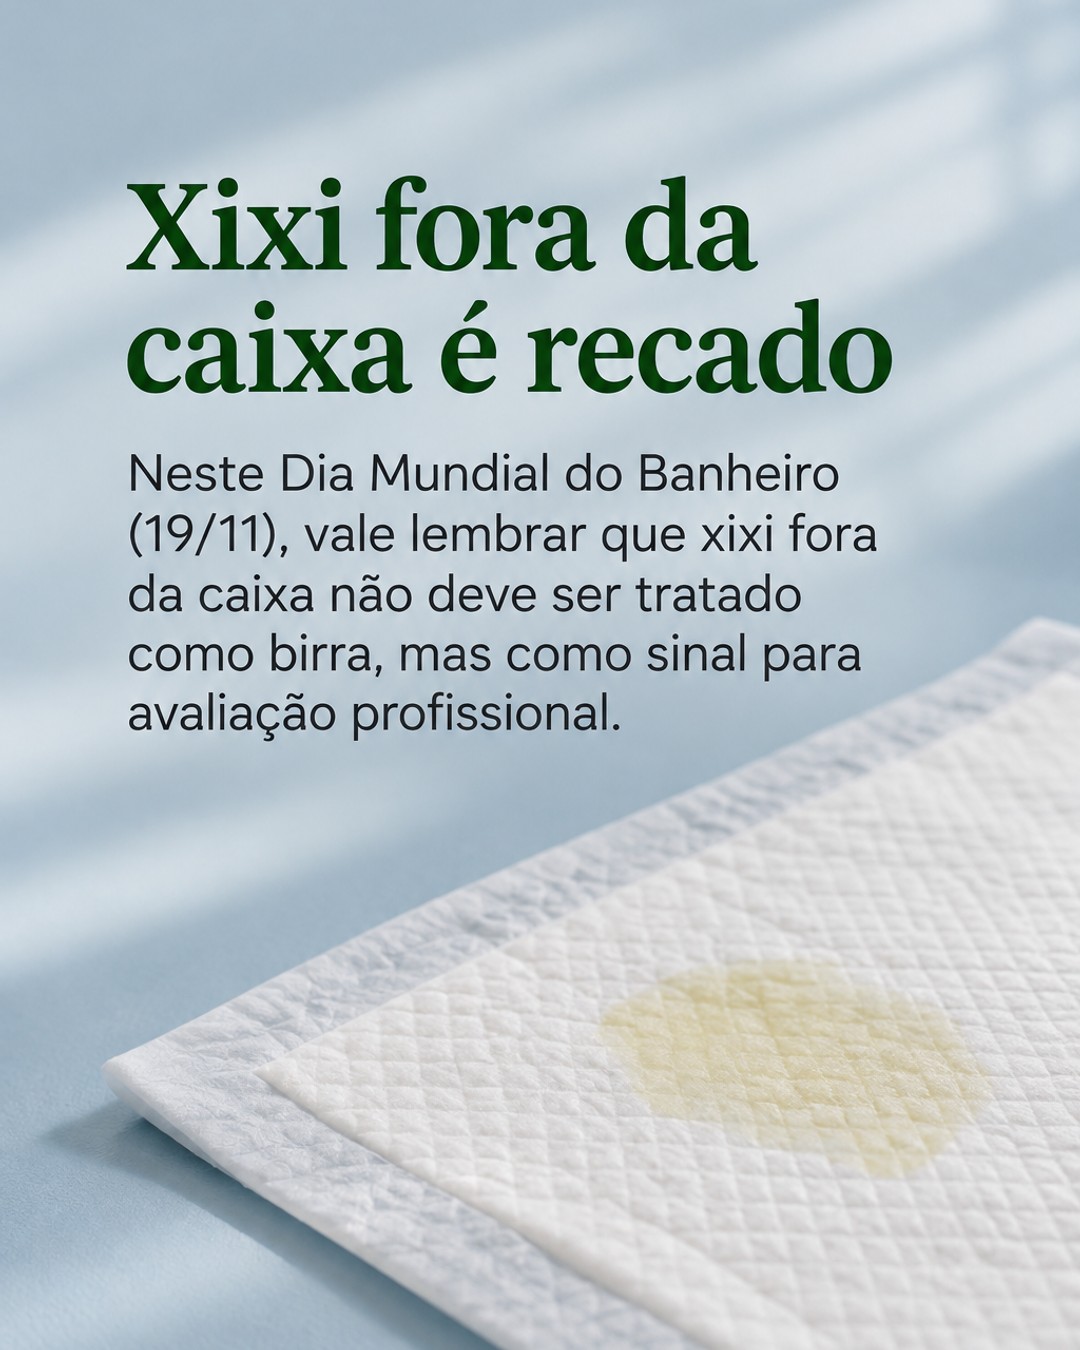 Xixi fora da
caixa é recado
Neste Dia Mundial do Banheiro
(19/11), vale lembrar que xixi fora
da caixa não deve ser tratado
como birra, mas como sinal para
avaliação profissional.